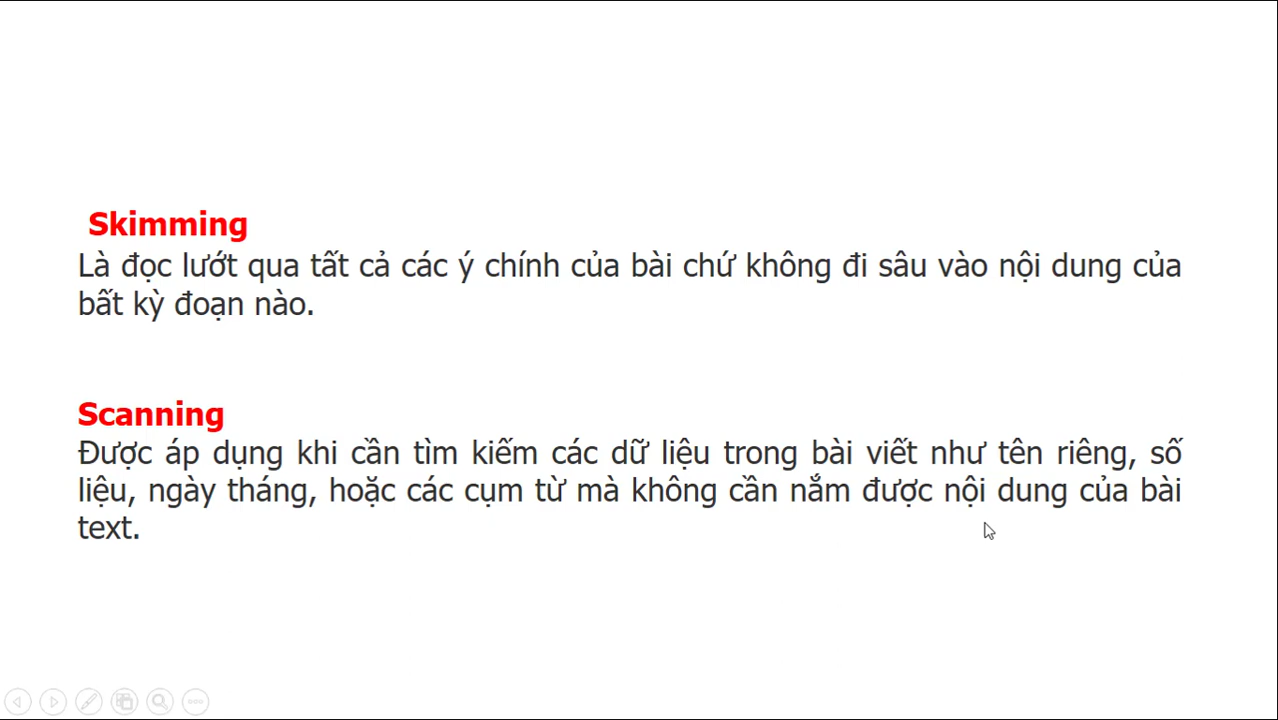 Skimming
Là đọc lướt qua tất cả các ý chính của bài chứ không đi sâu vào nội dung của
bất kỳ đoạn nào.
Scanning
Được áp dụng khi cần tìm kiếm các dữ liệu trong bài viết như tên riêng, số
liệu, ngày tháng, hoặc các cụm từ mà không cần nắm được nội dung của bài
text.